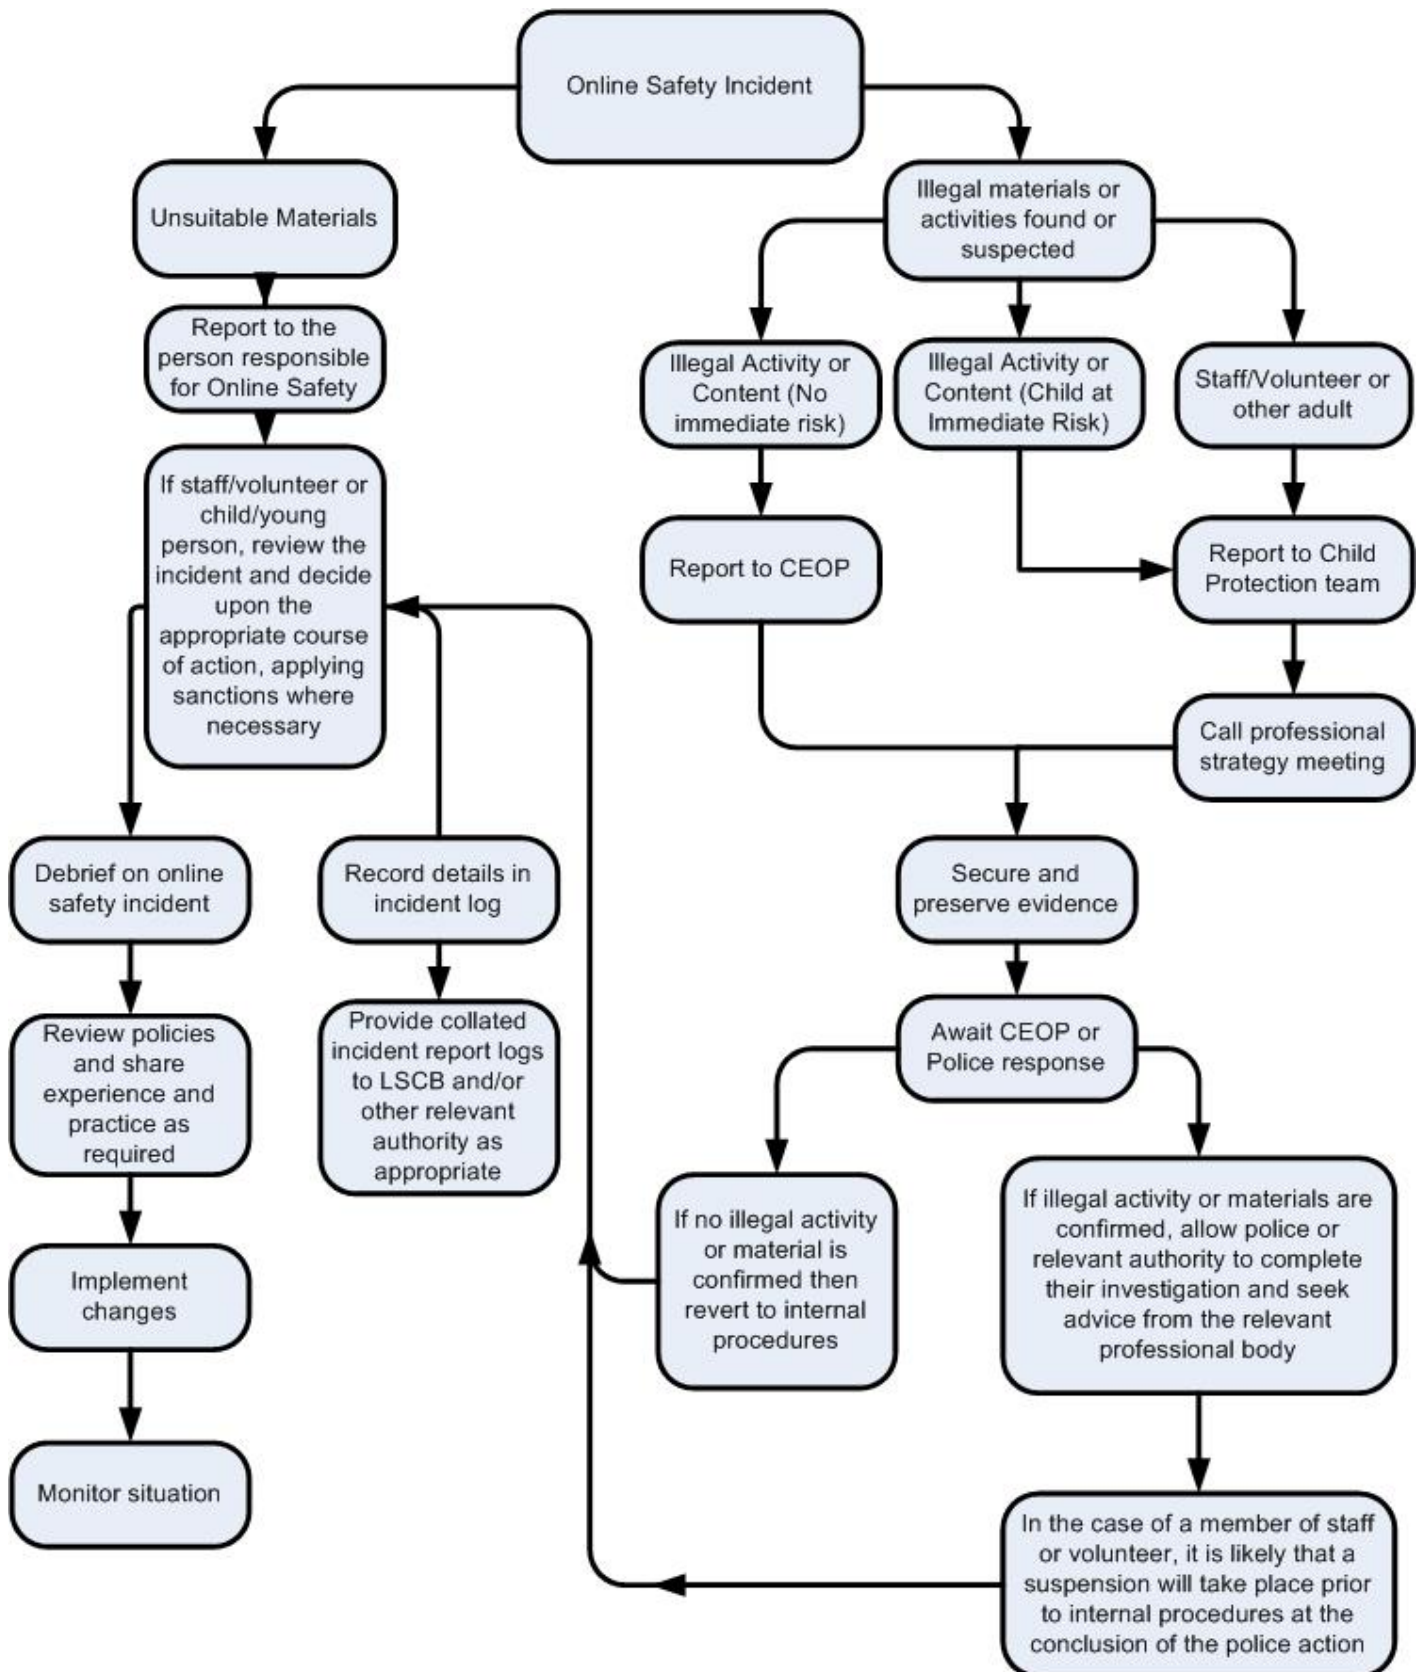 Online Safety Incident
Unsuitable Materials
Report to the
person responsible
for Online Safety
If staff/volunteer or
child/young
person, review the
incident and decide
upon the
appropriate course
of action, applying
sanctions where
necessary
Debrief on online
safety incident
Review policies
and share
experience and
practice as
required
Implement
changes
Monitor situation
Record details in
incident log
Provide collated
incident report logs
to LSCB and/or
other relevant
authority as
appropriate
Illegal materials or
activities found or
suspected
Illegal Activity or
Content (No
immediate risk)
Illegal Activity or
Content (Child at
Immediate Risk)
Staff/Volunteer or
other adult
Report to CEOP
Report to Child
Protection team
Call professional
strategy meeting
Secure and
preserve evidence
Await CEOP or
Police response
If no illegal activity
or material is
confirmed then
revert to internal
procedures
If illegal activity or materials are
confirmed, allow police or
relevant authority to complete
their investigation and seek
advice from the relevant
professional body
In the case of a member of staff
or volunteer, it is likely that a
suspension will take place prior
to internal procedures at the
conclusion of the police action